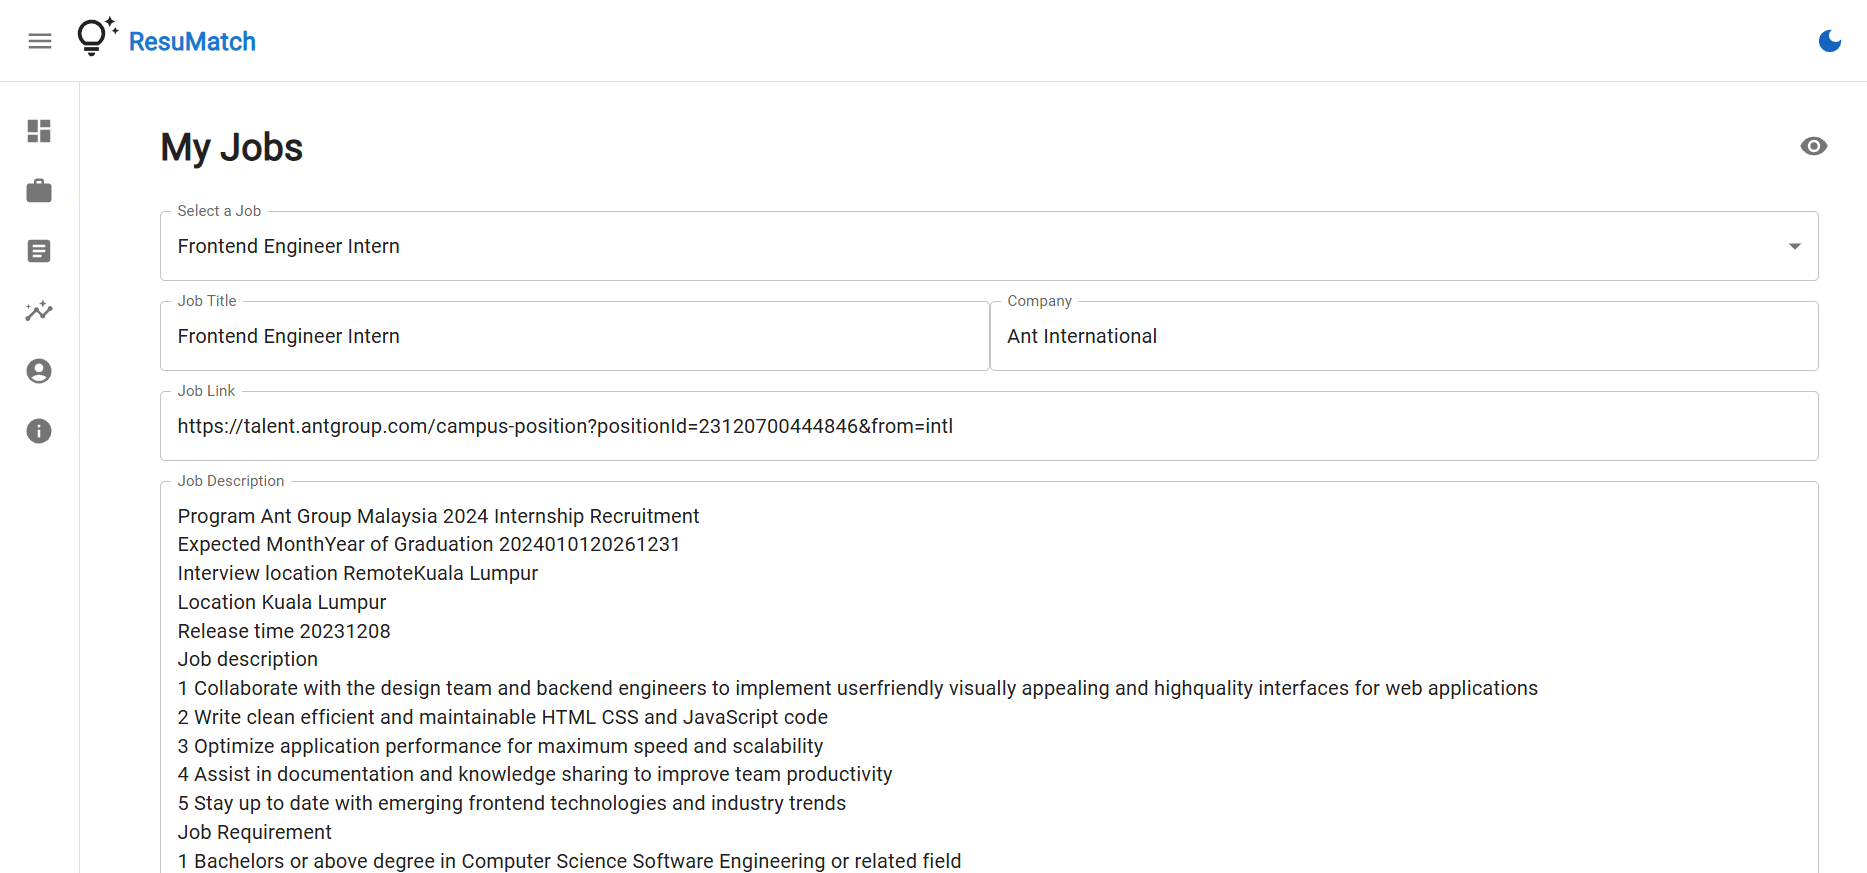 ResuMatch
My Jobs
Select a Job
Frontend Engineer Intern
Job Title
Frontend Engineer Intern
Company
Ant International
Job Link
https://talent.antgroup.com/campus-position?positionId=23120700444846&from=intl
Job Description
Program Ant Group Malaysia 2024 Internship Recruitment
Expected MonthYear of Graduation 2024010120261231
Interview location RemoteKuala Lumpur
Location Kuala Lumpur
Release time 20231208
Job description
1 Collaborate with the design team and backend engineers to implement userfriendly visually appealing and highquality interfaces for web applications
2 Write clean efficient and maintainable HTML CSS and JavaScript code
3 Optimize application performance for maximum speed and scalability
4 Assist in documentation and knowledge sharing to improve team productivity
5 Stay up to date with emerging frontend technologies and industry trends
Job Requirement
1 Bachelors or above degree in Computer Science Software Engineering or related field